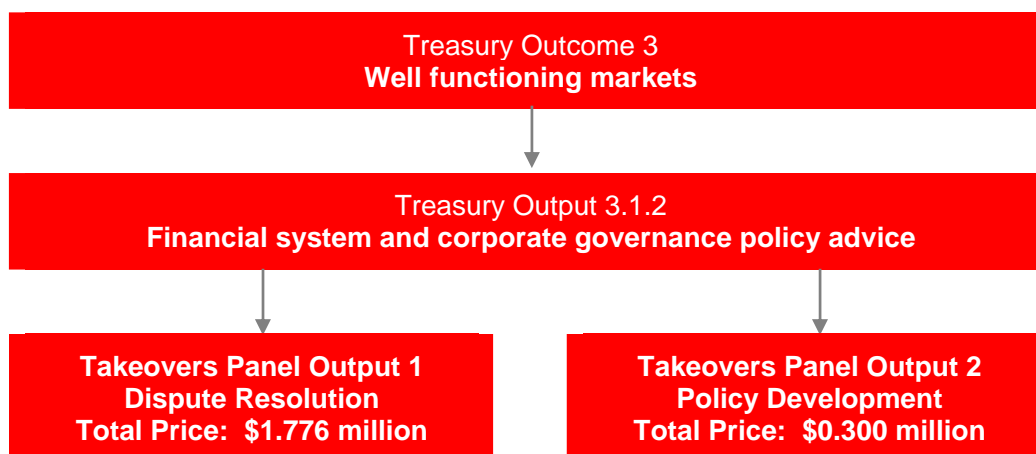 Treasury Outcome 3
Well functioning markets
Treasury Output 3.1.2
Financial system and corporate governance policy advice
Takeovers Panel Output 1
Dispute Resolution
Total Price:  $1.776 million
Takeovers Panel Output 2
Policy Development
Total Price:  $0.300 million